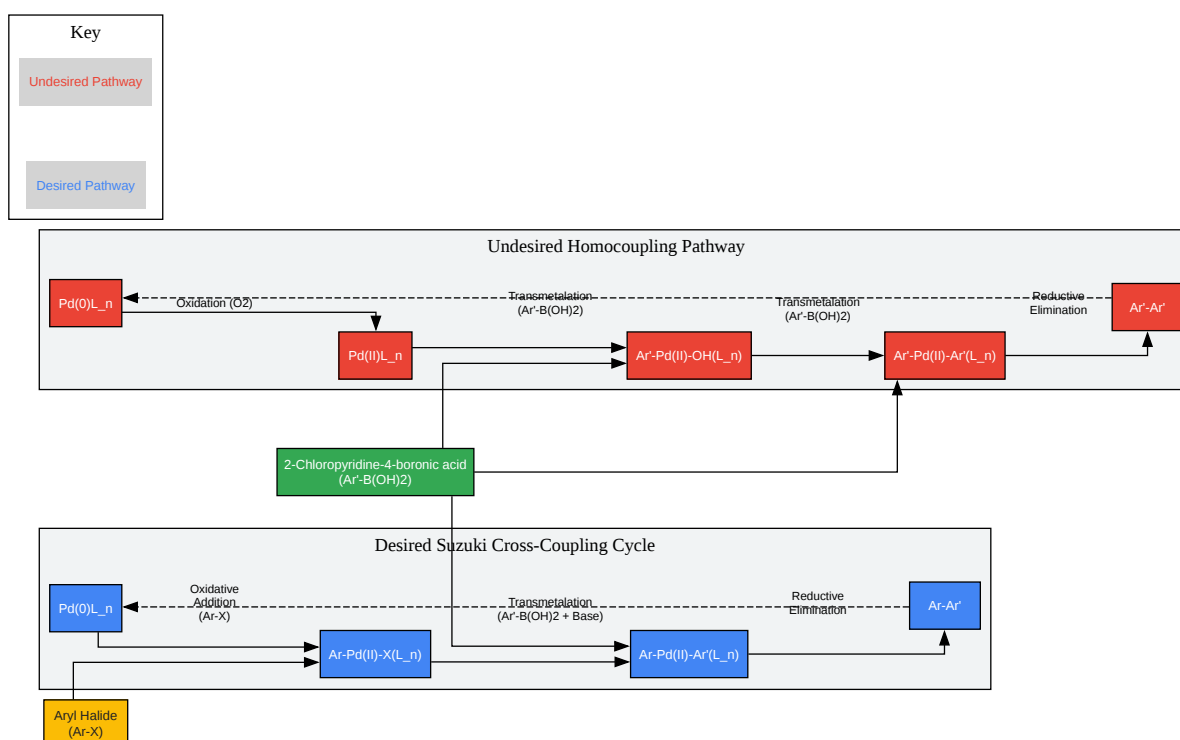 Key
Undesired Pathway
Desired Pathway
Undesired Homocoupling Pathway
Pd(0)L_n
Oxidation (O2)
Transmetalation
(Ar'-B(OH)2)
Transmetalation
(Ar'-B(OH)2)
Reductive
Elimination
Ar'-Ar'
Pd(II)L_n
Ar'-Pd(II)-OH(L_n)
Ar'-Pd(II)-Ar'(L_n)
2-Chloropyridine-4-boronic acid
(Ar'-B(OH)2)
Desired Suzuki Cross-Coupling Cycle
Pd(0)L_n
Oxidative
Addition
(Ar-X)
Transmetalation
(Ar'-B(OH)2 + Base)
Reductive
Elimination
Ar-Ar'
Ar-Pd(II)-X(L_n)
Ar-Pd(II)-Ar'(L_n)
Aryl Halide
(Ar-X)